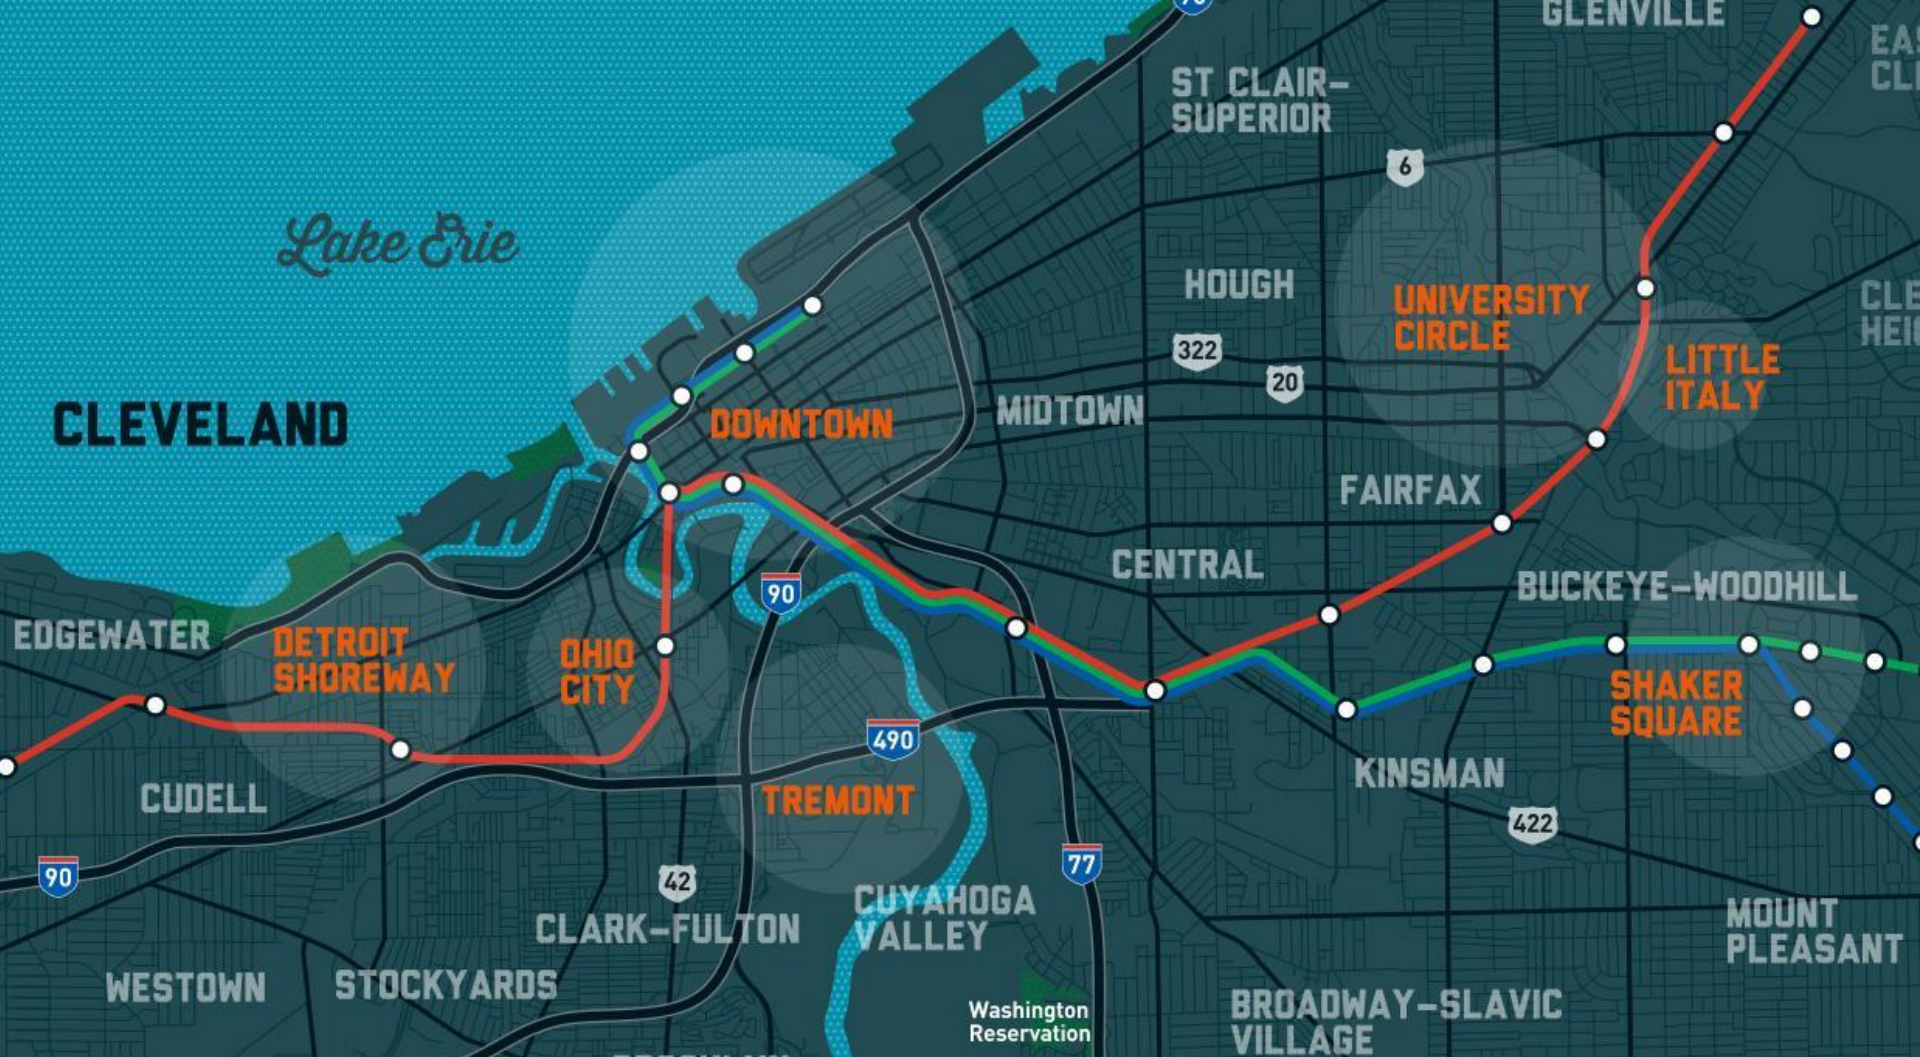 90
GLENVILLE
ST CLAIR-
SUPERIOR
6
Lake Erie
HOUGH
UNIVERSITY
CIRCLE
322
20
LITTLE
ITALY
CLEVELAND
DOWNTOWN
MIDTOWN
FAIRFAX
CENTRAL
90
BUCKEYE-WOODHILL
EDGEWATER
DETROIT
SHOREWAY
OHIO
CITY
SHAKER
SQUARE
490
KINSMAN
CUDELL
TREMONT
422
90
77
42
CLARK-FULTON
CUYAHOGA
VALLEY
MOUNT
PLEASANT
WESTOWN
STOCKYARDS
Washington
Reservation
BROADWAY-SLAVIC
VILLAGE